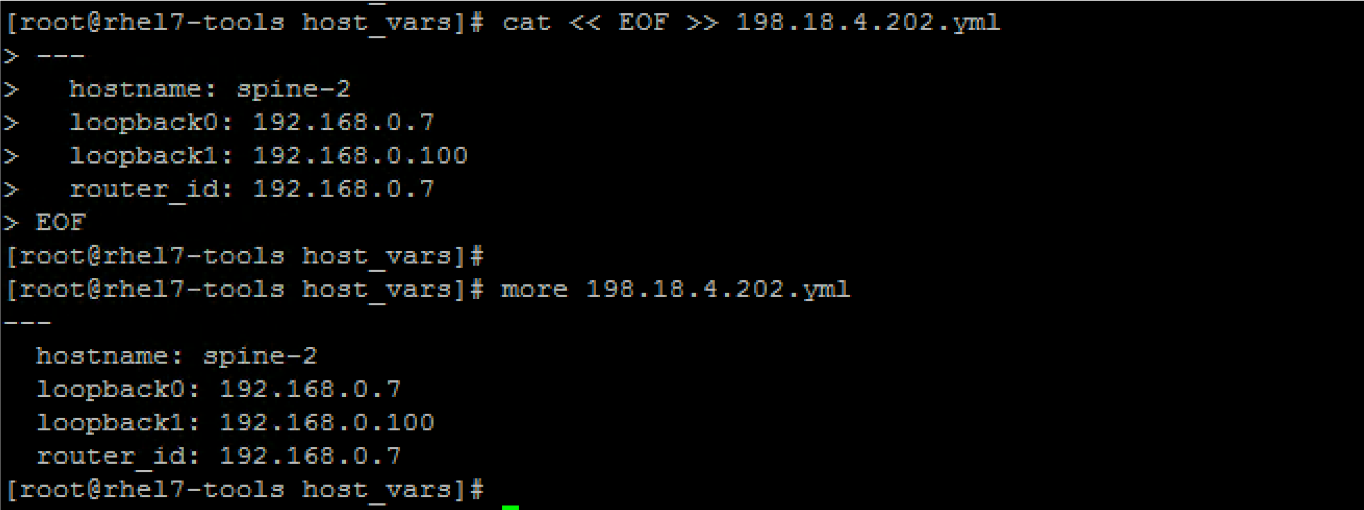 [root@rhel7-tools host_vars]# cat << EOF >> 198.18.4.202.yml
> ---
>   hostname: spine-2
>   loopback0: 192.168.0.7
>   loopback1: 192.168.0.100
>   router_id: 192.168.0.7
> EOF
[root@rhel7-tools host_vars]#
[root@rhel7-tools host_vars]# more 198.18.4.202.yml
---
  hostname: spine-2
  loopback0: 192.168.0.7
  loopback1: 192.168.0.100
  router_id: 192.168.0.7
[root@rhel7-tools host_vars]#